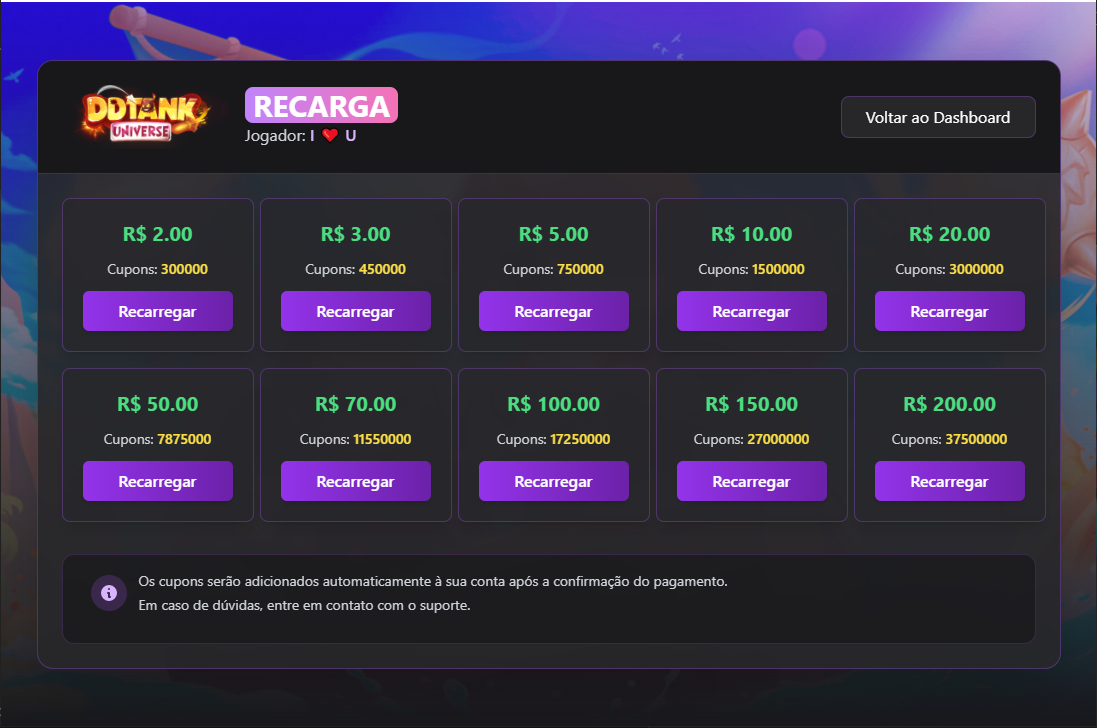 DDTANK
UNIVERSE
RECARGA
Jogador: I ❤️ U
Voltar ao Dashboard
R$ 2.00
Cupons: 300000
Recarregar
R$ 3.00
Cupons: 450000
Recarregar
R$ 5.00
Cupons: 750000
Recarregar
R$ 10.00
Cupons: 1500000
Recarregar
R$ 20.00
Cupons: 3000000
Recarregar
R$ 50.00
Cupons: 7875000
Recarregar
R$ 70.00
Cupons: 11550000
Recarregar
R$ 100.00
Cupons: 17250000
Recarregar
R$ 150.00
Cupons: 27000000
Recarregar
R$ 200.00
Cupons: 37500000
Recarregar
Os cupons serão adicionados automaticamente à sua conta após a confirmação do pagamento.
Em caso de dúvidas, entre em contato com o suporte.